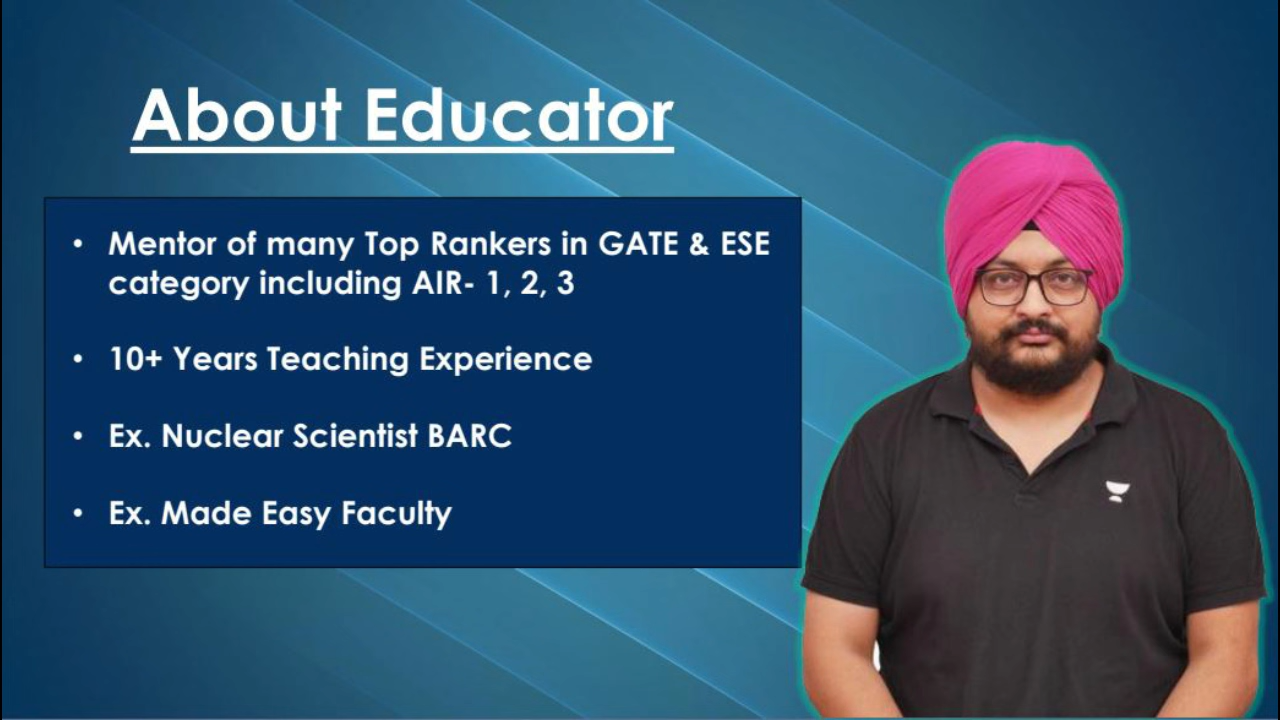 About Educator
• Mentor of many Top Rankers in GATE & ESE
category including AIR- 1, 2, 3
• 10+ Years Teaching Experience
• Ex. Nuclear Scientist BARC
• Ex. Made Easy Faculty